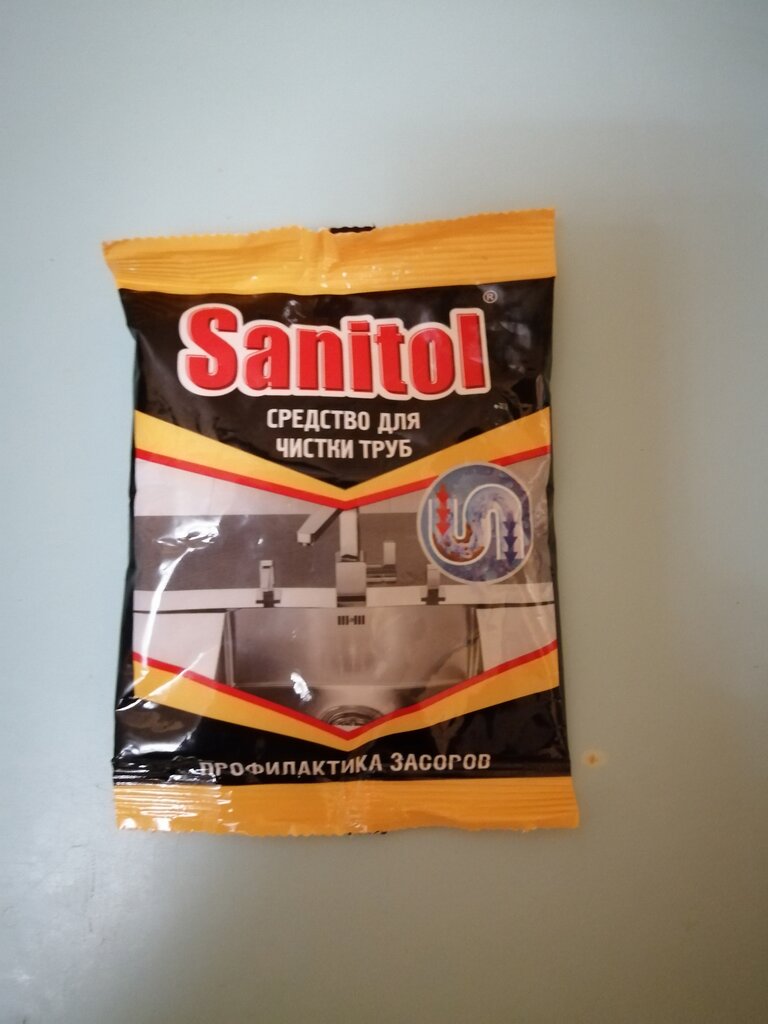 Sanitol®
СРЕДСТВО ДЛЯ
ЧИСТКИ ТРУБ
ПРОФИЛАКТИКА ЗАСОРОВ